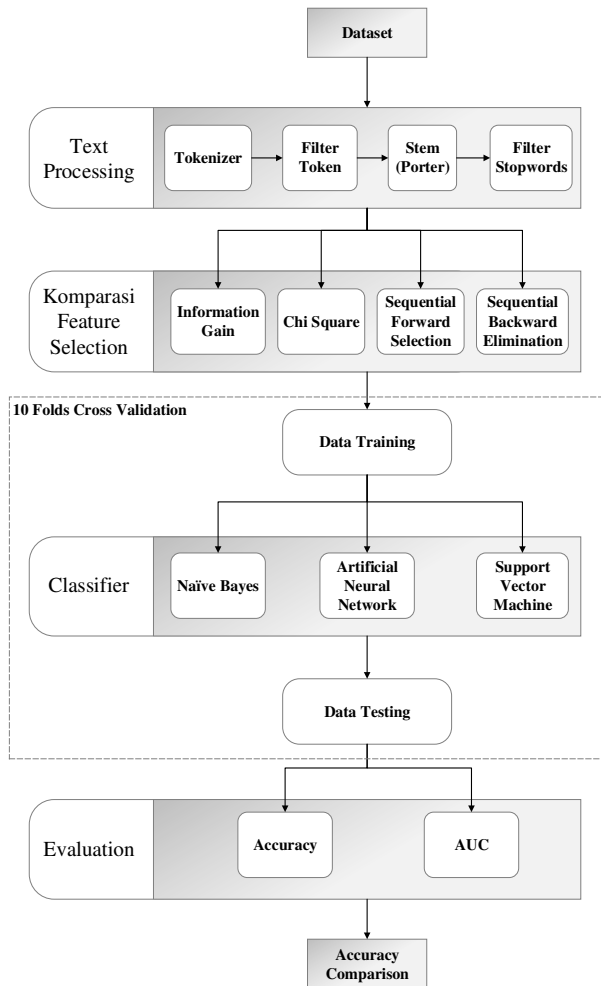 Dataset
Text
Processing
Tokenizer
Filter
Token
Stem
(Porter)
Filter
Stopwords
Komparasi
Feature
Selection
Information
Gain
Chi Square
Sequential
Forward
Selection
Sequential
Backward
Elimination
10 Folds Cross Validation
Data Training
Classifier
Naïve Bayes
Artificial
Neural
Network
Support
Vector
Machine
Data Testing
Evaluation
Accuracy
AUC
Accuracy
Comparison